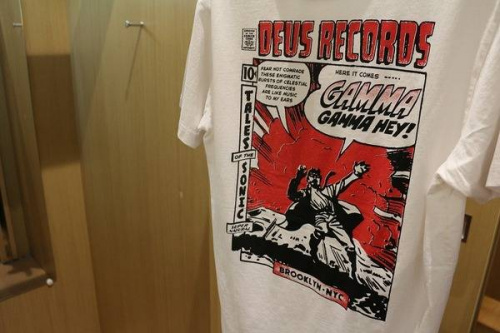 DEUS RECORDS
10¢
FEAR NOT COMRADE
THESE ENIGMATIC
BURSTS OF CELESTIAL
FREQUENCIES
ARE LIKE MUSIC
TO MY EARS
HERE IT COMES .....
GAMMA
GAMMA HEY!
TALES
OF THE
SONIC
BROOKLYN - NYC